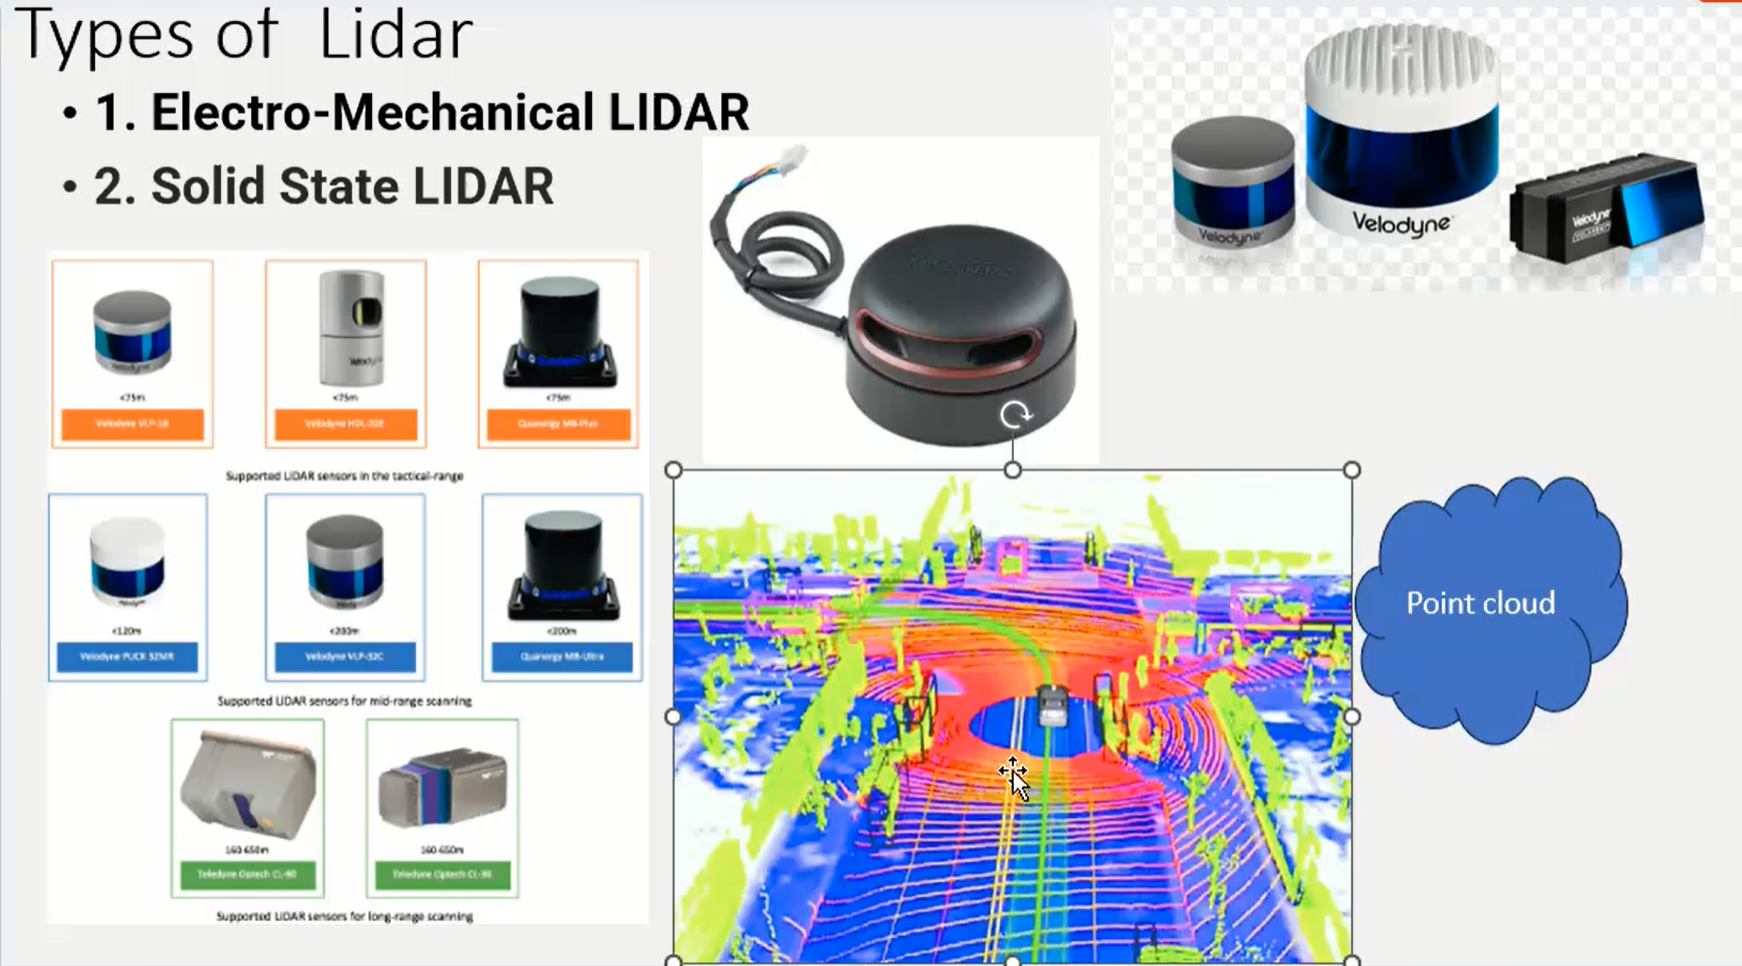 Types of Lidar
• 1. Electro-Mechanical LIDAR
• 2. Solid State LIDAR
Velodyne
Velodyne
Velodyne
Velodyne
Velodyne
<75m
<75m
<75m
Velodyne VLP-16
Velodyne HDL-32E
Quanergy M8-Plus
Supported LIDAR sensors in the tactical-range
Velodyne
<120m
<200m
<200m
Velodyne PUCK 32MR
Velodyne VLP-32C
Quanergy M8-Ultra
Supported LIDAR sensors for mid-range scanning
Point cloud
160-650m
160-650m
Teledyne Optech CL-90
Teledyne Optech
Supported LIDAR sensors for long-range scanning